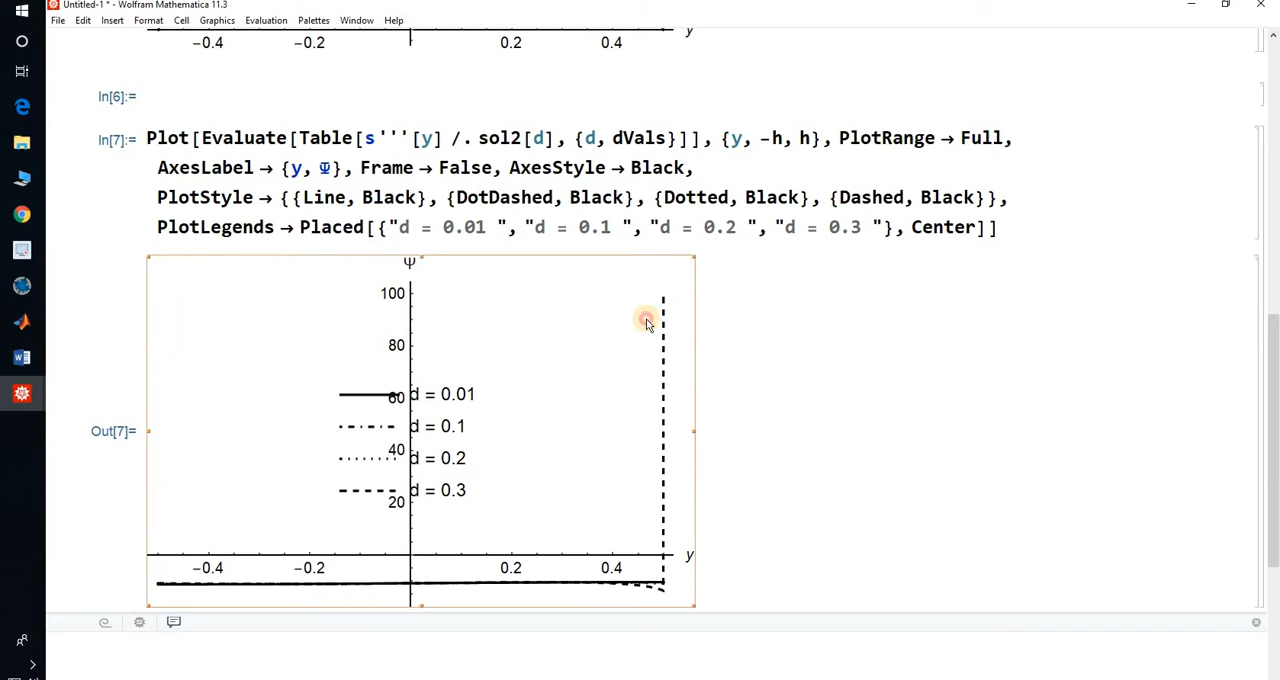 Untitled-1 * - Wolfram Mathematica 11.3
File Edit Insert Format Cell Graphics Evaluation Palettes Window Help
y
−0.4 −0.2 0.2 0.4
In[6]:=
In[7]:= Plot[Evaluate[Table[s'''[y] /. sol2[d], {d, dVals}]], {y, -h, h}, PlotRange → Full,
AxesLabel → {y, Ψ}, Frame → False, AxesStyle → Black,
PlotStyle → {{Line, Black}, {DotDashed, Black}, {Dotted, Black}, {Dashed, Black}},
PlotLegends → Placed[{"d = 0.01 ", "d = 0.1 ", "d = 0.2 ", "d = 0.3 "}, Center]]
Ψ
100
80
60 d = 0.01
d = 0.1
Out[7]=
40
d = 0.2
d = 0.3
20
y
−0.4 −0.2 0.2 0.4